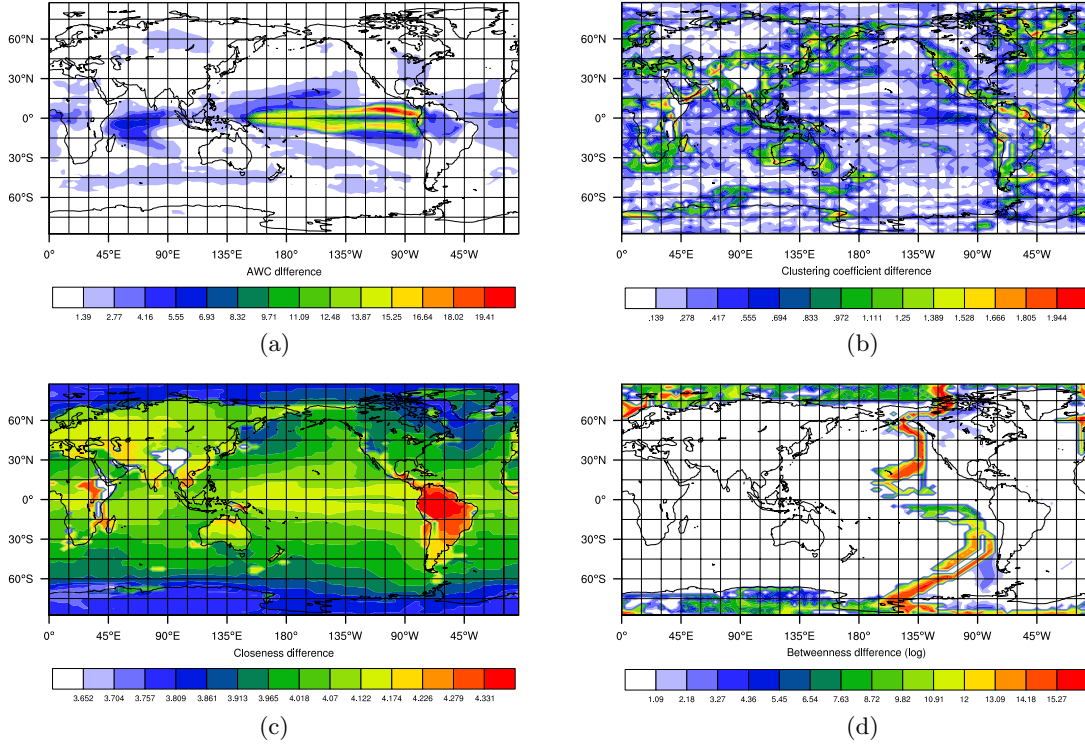 60°N
30°N
0°
30°S
60°S
0° 45°E 90°E 135°E 180° 135°W 90°W 45°W
AWC dIfference
1.39 2.77 4.16 5.55 6.93 8.32 9.71 11.09 12.48 13.87 15.25 16.64 18.02 19.41
(a)
60°N
30°N
0°
30°S
60°S
0° 45°E 90°E 135°E 180° 135°W 90°W 45°W
Clustering coefficient difference
.139 .278 .417 .555 .694 .833 .972 1.111 1.25 1.389 1.528 1.666 1.805 1.944
(b)
60°N
30°N
0°
30°S
60°S
0° 45°E 90°E 135°E 180° 135°W 90°W 45°W
Closeness difference
3.652 3.704 3.757 3.809 3.861 3.913 3.965 4.018 4.07 4.122 4.174 4.226 4.279 4.331
(c)
60°N
30°N
0°
30°S
60°S
0° 45°E 90°E 135°E 180° 135°W 90°W 45°W
Betweenness dIfference (log)
1.09 2.18 3.27 4.36 5.45 6.54 7.63 8.72 9.82 10.91 12 13.09 14.18 15.27
(d)